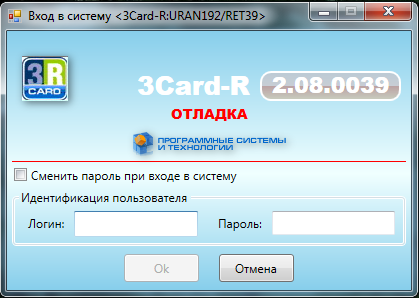 Вход в систему <3Card-R:URAN192/RET39>
3R
CARD
3Card-R 2.08.0039
ОТЛАДКА
ПРОГРАММНЫЕ СИСТЕМЫ
И ТЕХНОЛОГИИ
Сменить пароль при входе в систему
Идентификация пользователя
Логин: Пароль:
Ok Отмена